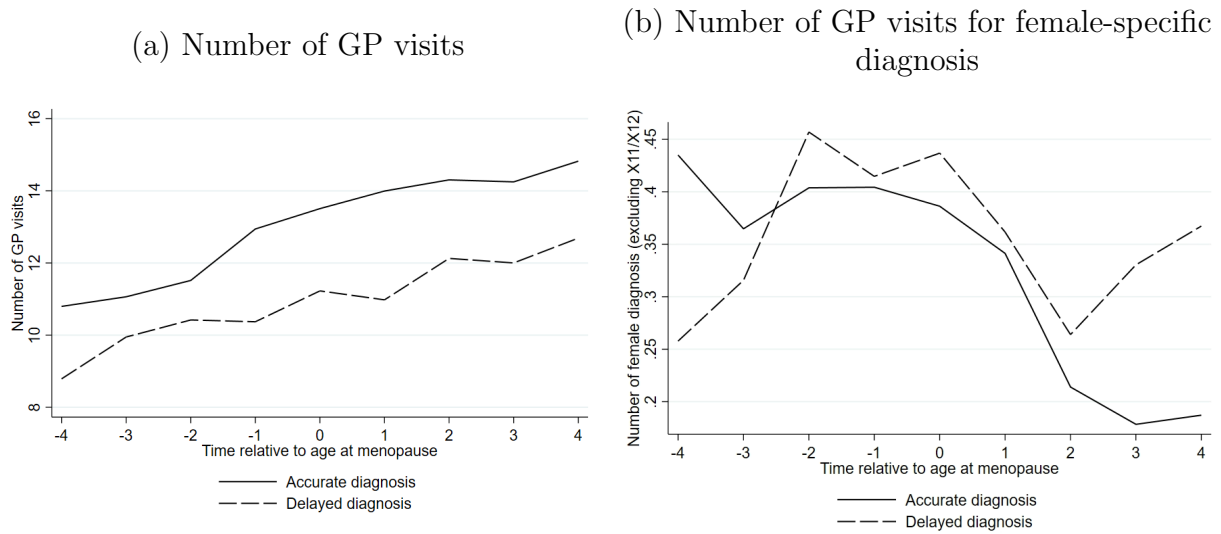 (a) Number of GP visits
Number of GP visits
16
14
12
10
8
-4 -3 -2 -1 0 1 2 3 4
Time relative to age at menopause
Accurate diagnosis
Delayed diagnosis
(b) Number of GP visits for female-specific
diagnosis
Number of female diagnosis (excluding X11/X12)
.45
.4
.35
.3
.25
.2
-4 -3 -2 -1 0 1 2 3 4
Time relative to age at menopause
Accurate diagnosis
Delayed diagnosis